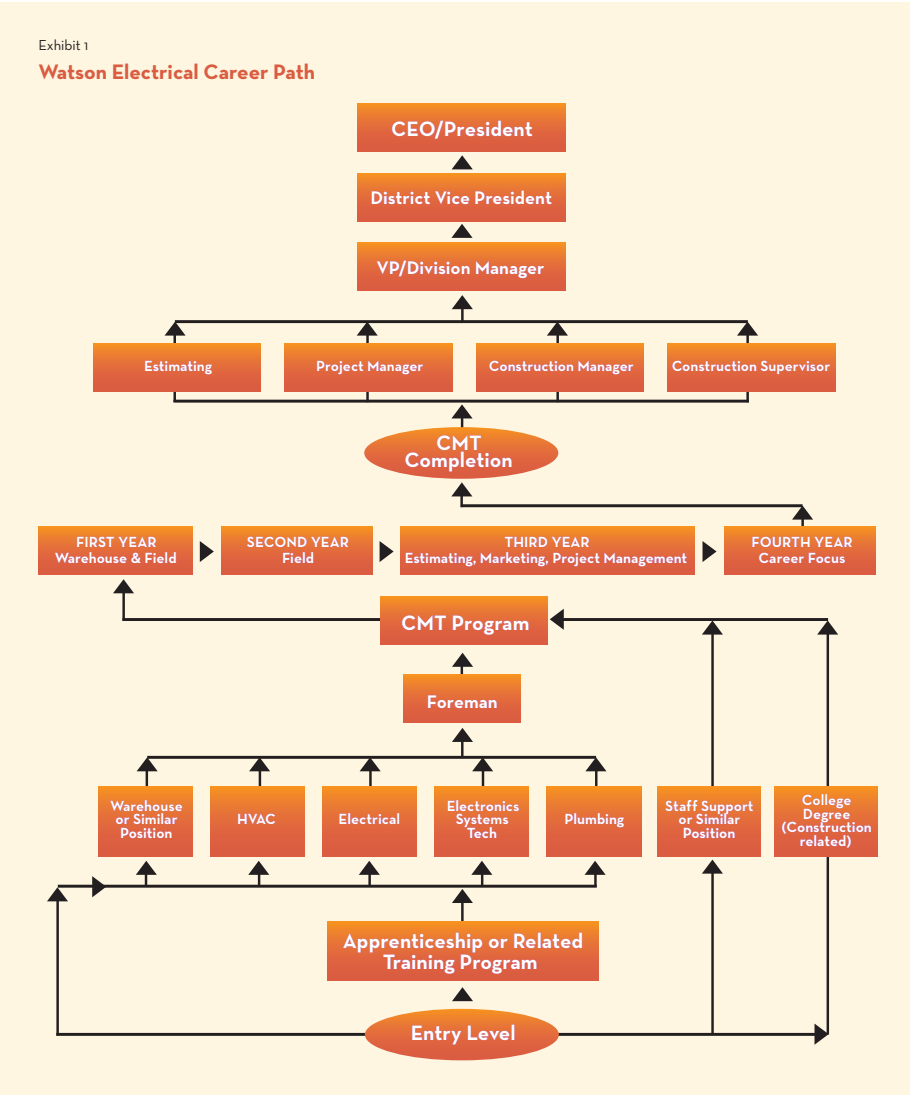 Exhibit 1
Watson Electrical Career Path
CEO/President
District Vice President
VP/Division Manager
Estimating
Project Manager
Construction Manager
Construction Supervisor
CMT
Completion
FIRST YEAR
Warehouse & Field
SECOND YEAR
Field
THIRD YEAR
Estimating, Marketing, Project Management
FOURTH YEAR
Career Focus
CMT Program
Foreman
Warehouse
or Similar
Position
HVAC
Electrical
Electronics
Systems
Tech
Plumbing
Staff Support
or Similar
Position
College
Degree
(Construction
related)
Apprenticeship or Related
Training Program
Entry Level